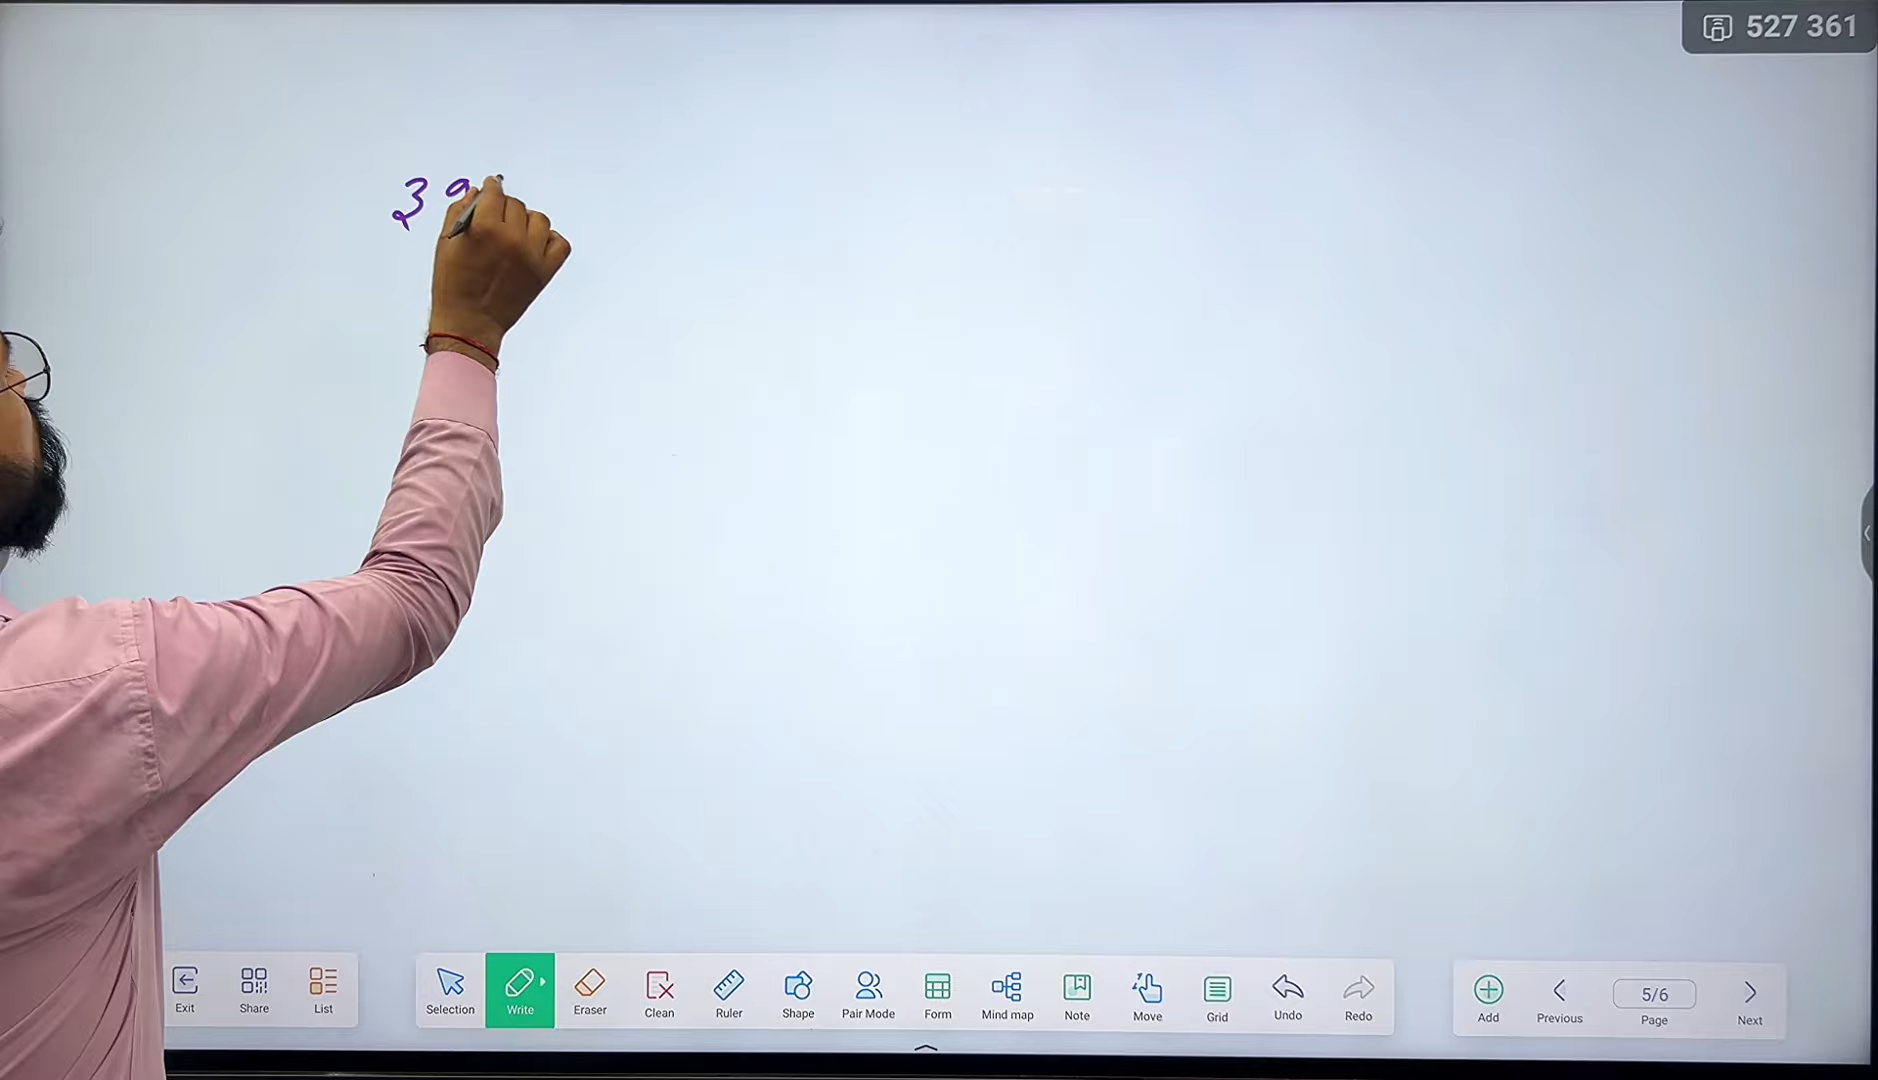 527 361
Exit
Share
List
Selection
Write
Eraser
Clean
Ruler
Shape
Pair Mode
Form
Mind map
Note
Move
Grid
Undo
Redo
Add
Previous
5/6
Page
Next